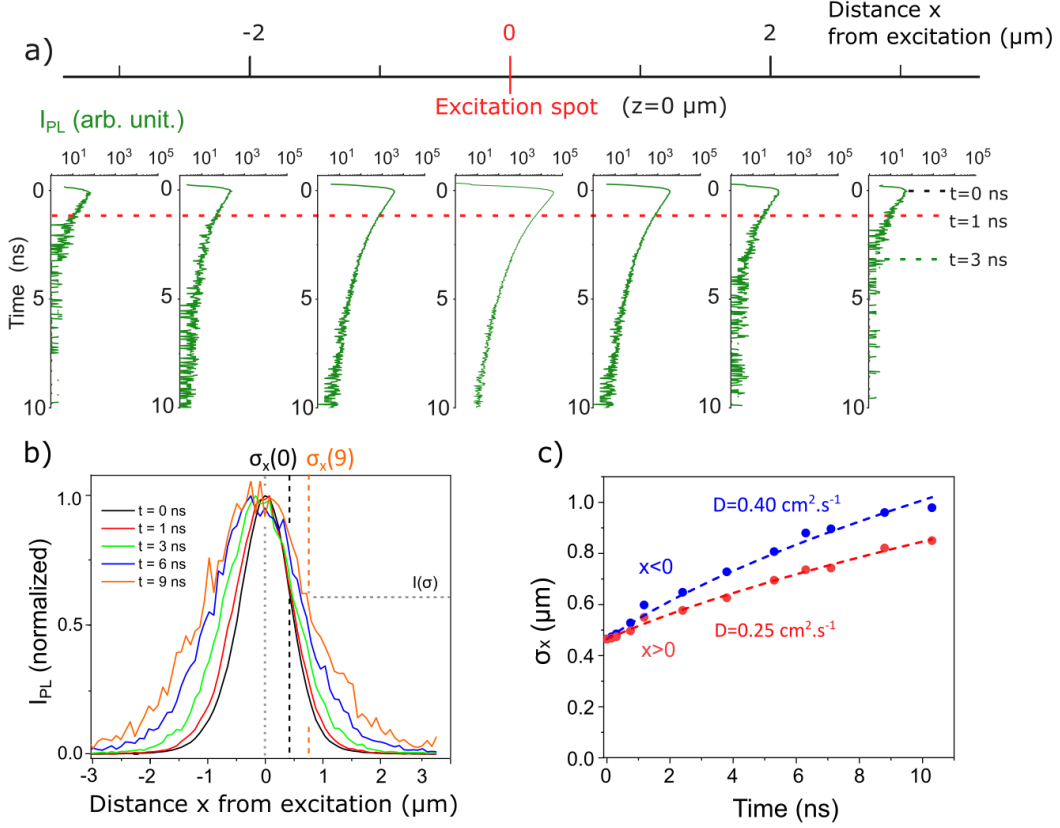 a)
-2
0
2
Distance x
from excitation (µm)
Excitation spot
(z=0 µm)
I_PL (arb. unit.)
10^1 10^3 10^5 10^1 10^3 10^5 10^1 10^3 10^5 10^1 10^3 10^5 10^1 10^3 10^5 10^1 10^3 10^5 10^1 10^3 10^5
0 0 0 0 0 0 0
t=0 ns
t=1 ns
t=3 ns
Time (ns)
5 5 5 5 5 5 5
10 10 10 10 10 10 10
b)
σ_x(0)
σ_x(9)
1.0
0.5
0.0
t = 0 ns
t = 1 ns
t = 3 ns
t = 6 ns
t = 9 ns
I(σ)
I_PL (normalized)
-3 -2 -1 0 1 2 3
Distance x from excitation (µm)
c)
1.0
0.8
0.6
0.4
0.2
0.0
D=0.40 cm².s⁻¹
x<0
x>0
D=0.25 cm².s⁻¹
σ_x (µm)
0 2 4 6 8 10
Time (ns)